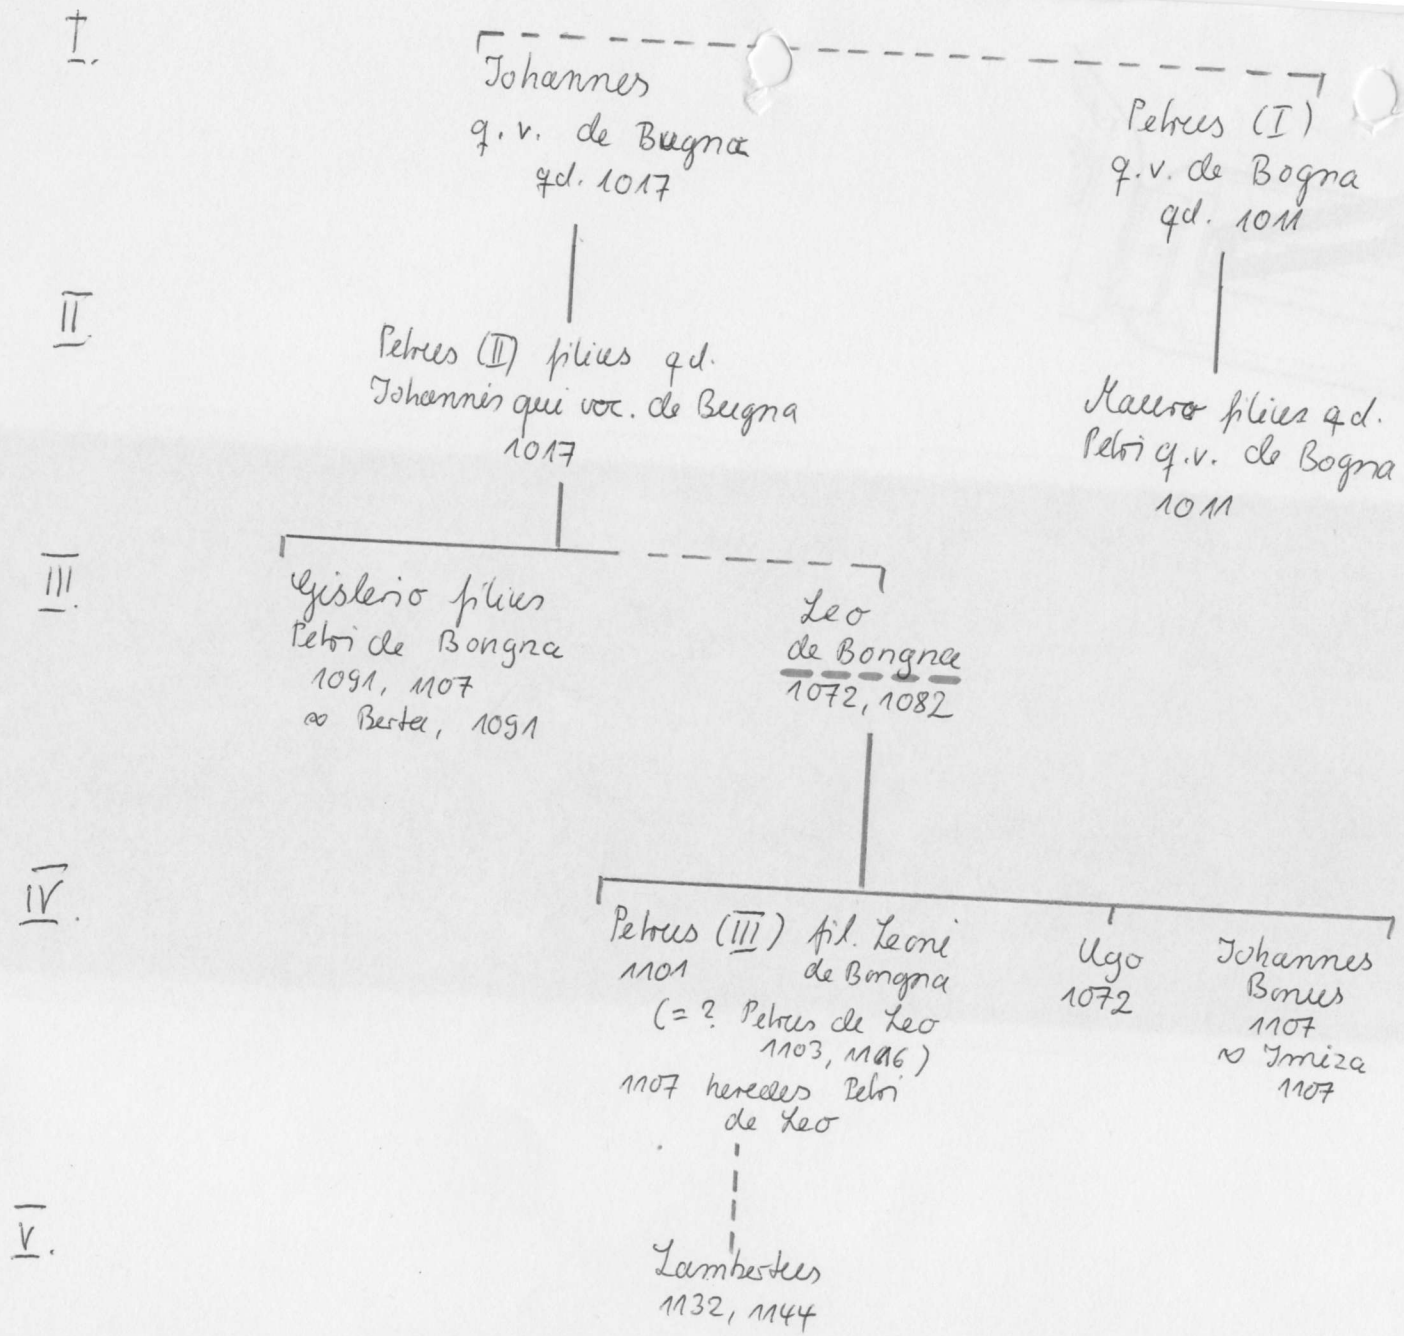 I.
Johannes
q.v. de Bugna
qd. 1017
Petrus (I)
q.v. de Bogna
qd. 1011
II.
Petrus (II) filius qd.
Johannis qui voc. de Bugna
1017
Mauro filius qd.
Petri q.v. de Bogna
1011
III.
Gislerio filius
Petri de Bongna
1091, 1107
∞ Berta, 1091
Leo
de Bongna
1072, 1082
IV.
Petrus (III) fil. Leoni
1101 de Bongna
(= ? Petrus de Leo
1103, 1106)
1107 heredes Petri
de Leo
Ugo
1072
Johannes
Bonus
1107
∞ Imiza
1107
V.
Lambertus
1132, 1144